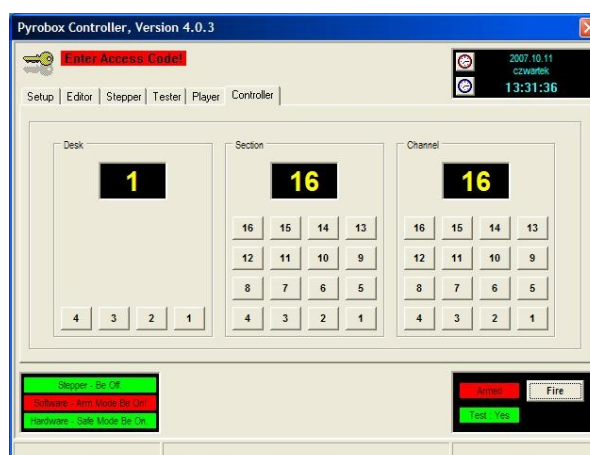 Pyrobox Controller, Version 4.0.3
Enter Access Code!
2007.10.11
czwartek
13:31:36
Setup Editor Stepper Tester Player Controller
Desk
1
4 3 2 1
Section
16
16 15 14 13
12 11 10 9
8 7 6 5
4 3 2 1
Channel
16
16 15 14 13
12 11 10 9
8 7 6 5
4 3 2 1
Stepper - Be Off.
Software - Arm Mode Be On!
Hardware - Safe Mode Be On.
Armed
Fire
Test : Yes